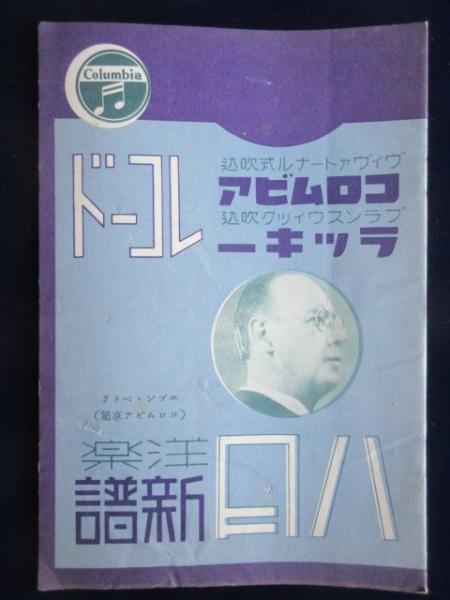 Columbia
ヴィヴァトーナル式吹込
コロムビア
ブランスウィック吹込
ラッキー
レコード
エゴン・ペトリ
(コロムビア専属)
八月
洋楽
新譜